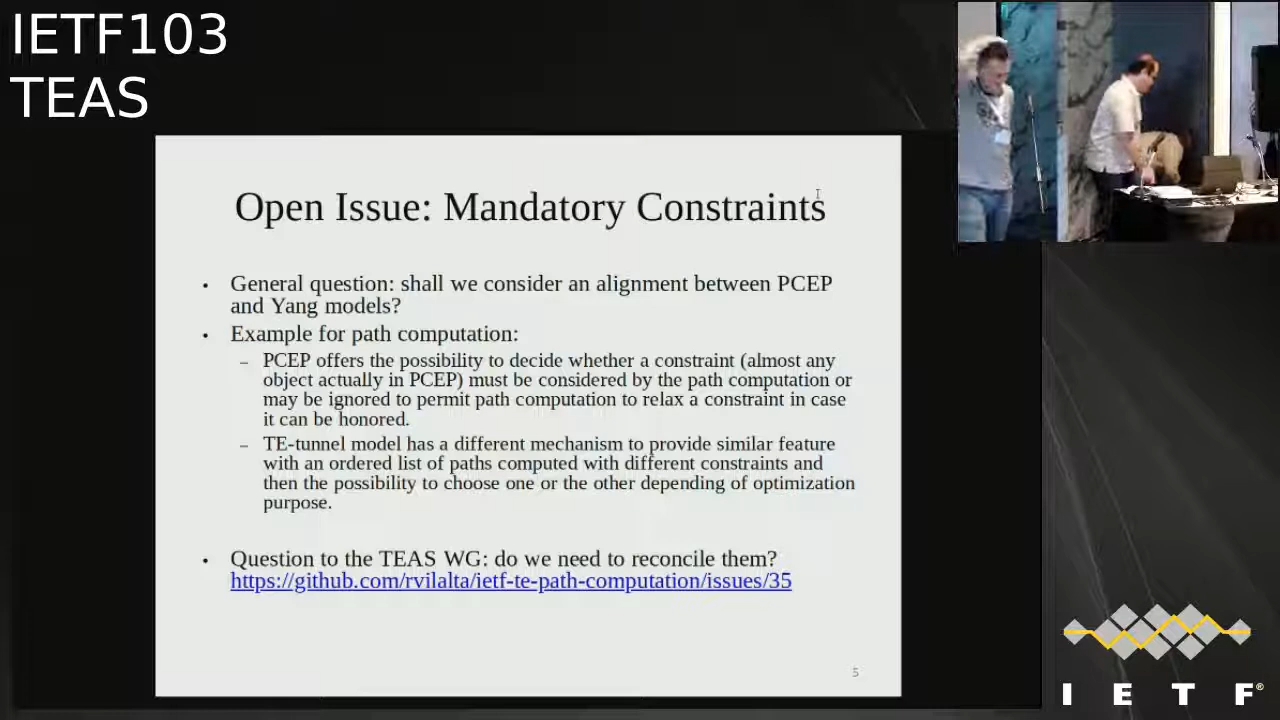 IETF103
TEAS
Open Issue: Mandatory Constraints
• General question: shall we consider an alignment between PCEP
and Yang models?
• Example for path computation:
– PCEP offers the possibility to decide whether a constraint (almost any
object actually in PCEP) must be considered by the path computation or
may be ignored to permit path computation to relax a constraint in case
it can be honored.
– TE-tunnel model has a different mechanism to provide similar feature
with an ordered list of paths computed with different constraints and
then the possibility to choose one or the other depending of optimization
purpose.
• Question to the TEAS WG: do we need to reconcile them?
https://github.com/rvilalta/ietf-te-path-computation/issues/35
5
I E T F®